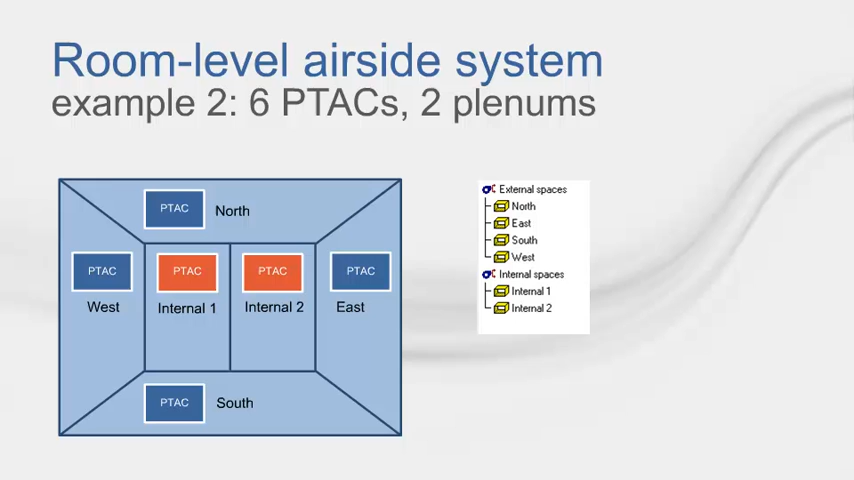 Room-level airside system
example 2: 6 PTACs, 2 plenums
PTAC
North
PTAC
West
PTAC
Internal 1
PTAC
Internal 2
PTAC
East
PTAC
South
External spaces
North
East
South
West
Internal spaces
Internal 1
Internal 2